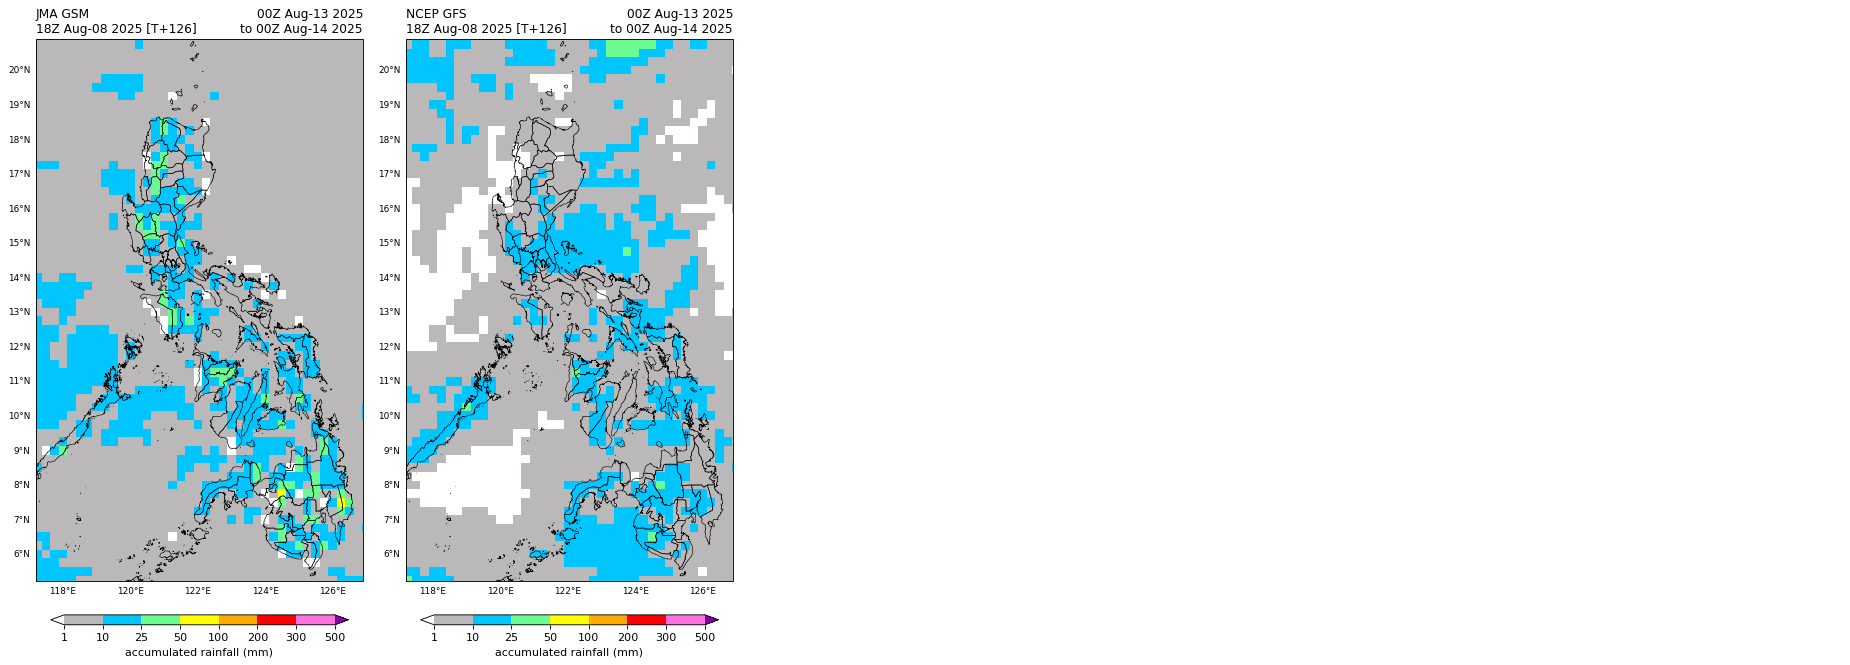 JMA GSM 00Z Aug-13 2025
18Z Aug-08 2025 [T+126] to 00Z Aug-14 2025
20°N
19°N
18°N
17°N
16°N
15°N
14°N
13°N
12°N
11°N
10°N
9°N
8°N
7°N
6°N
118°E 120°E 122°E 124°E 126°E
1 10 25 50 100 200 300 500
accumulated rainfall (mm)
NCEP GFS 00Z Aug-13 2025
18Z Aug-08 2025 [T+126] to 00Z Aug-14 2025
20°N
19°N
18°N
17°N
16°N
15°N
14°N
13°N
12°N
11°N
10°N
9°N
8°N
7°N
6°N
118°E 120°E 122°E 124°E 126°E
1 10 25 50 100 200 300 500
accumulated rainfall (mm)